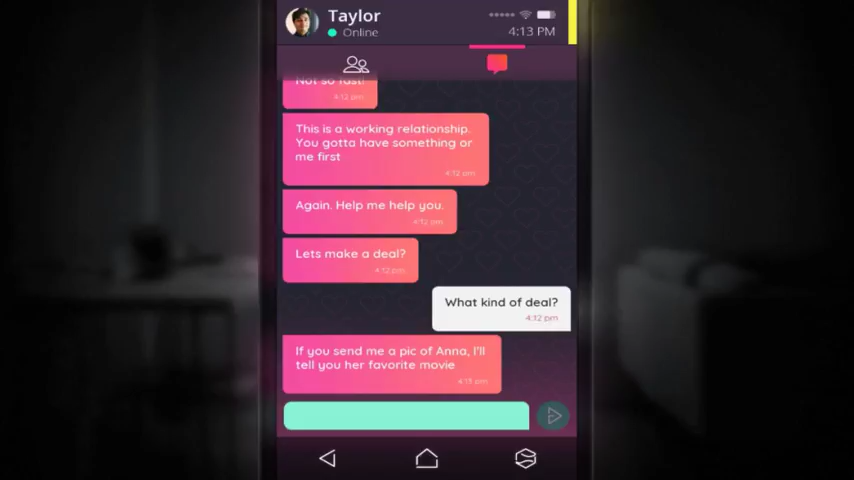 Taylor
Online
4:13 PM
Not so fast!
4:12 pm
This is a working relationship.
You gotta have something or
me first
4:12 pm
Again. Help me help you.
4:12 pm
Lets make a deal?
4:12 pm
What kind of deal?
4:12 pm
If you send me a pic of Anna, I'll
tell you her favorite movie
4:13 pm